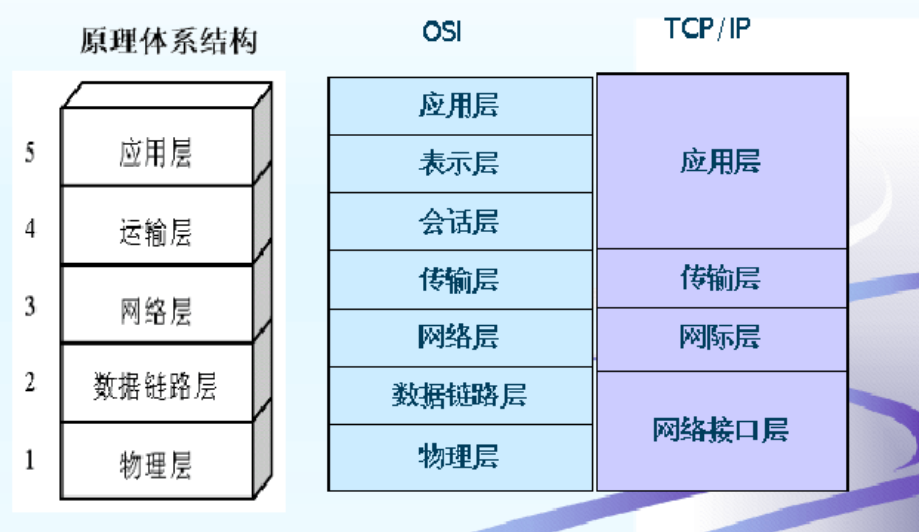 原理体系结构
5 应用层
4 运输层
3 网络层
2 数据链路层
1 物理层
OSI
应用层
表示层
会话层
传输层
网络层
数据链路层
物理层
TCP/IP
应用层
传输层
网际层
网络接口层